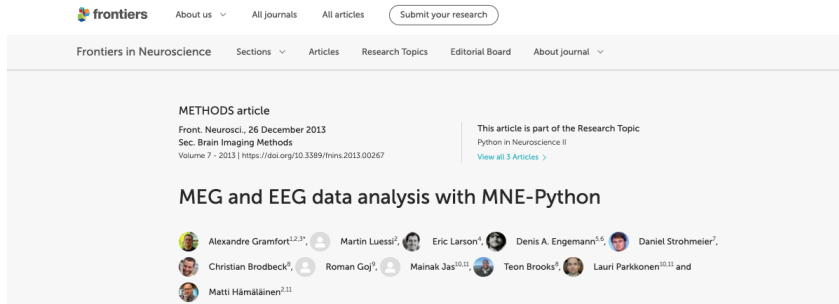 frontiers About us All journals All articles Submit your research
Frontiers in Neuroscience Sections Articles Research Topics Editorial Board About journal
METHODS article
Front. Neurosci., 26 December 2013
Sec. Brain Imaging Methods
Volume 7 - 2013 | https://doi.org/10.3389/fnins.2013.00267
This article is part of the Research Topic
Python in Neuroscience II
View all 3 Articles >
MEG and EEG data analysis with MNE-Python
Alexandre Gramfort1,2,3*, Martin Luessi2, Eric Larson4, Denis A. Engemann5,6, Daniel Strohmeier7,
Christian Brodbeck8, Roman Goj9, Mainak Jas10,11, Teon Brooks8, Lauri Parkkonen10,11 and
Matti Hämäläinen2,11